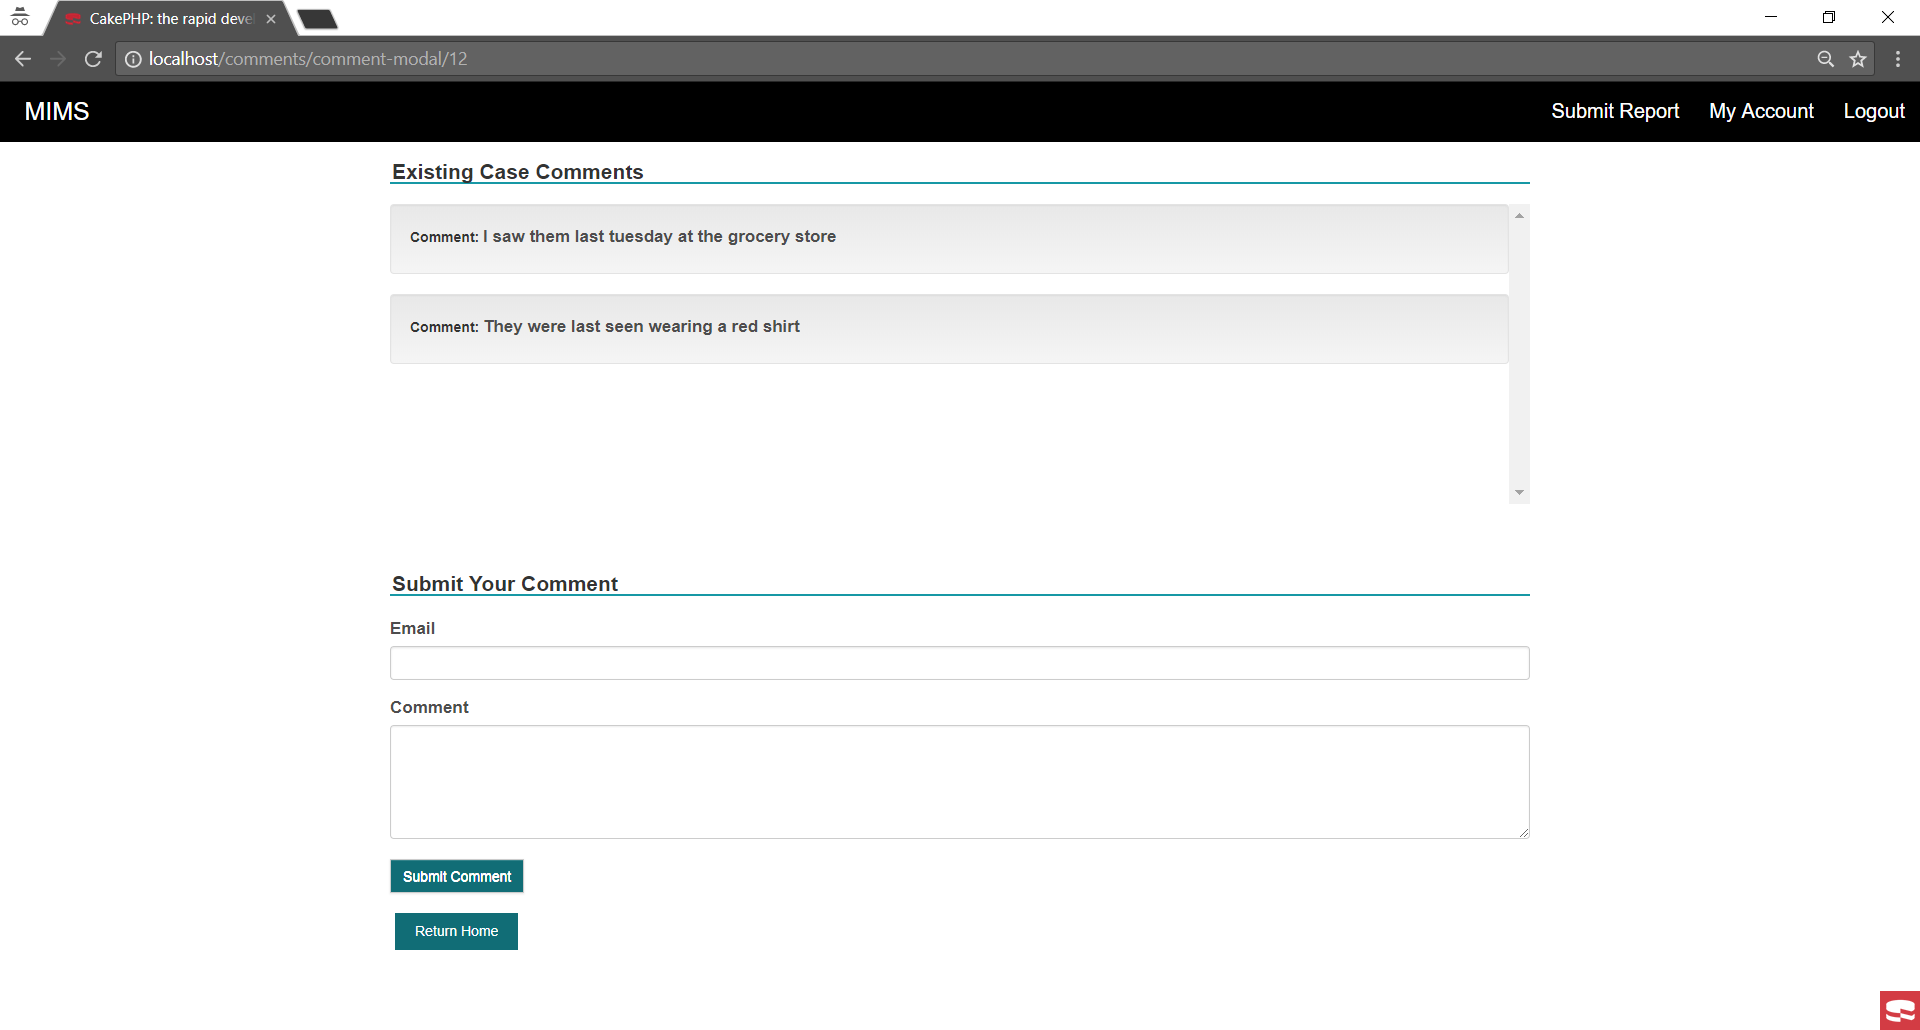 CakePHP: the rapid deve
localhost/comments/comment-modal/12
MIMS
Submit Report
My Account
Logout
Existing Case Comments
Comment: I saw them last tuesday at the grocery store
Comment: They were last seen wearing a red shirt
Submit Your Comment
Email
Comment
Submit Comment
Return Home